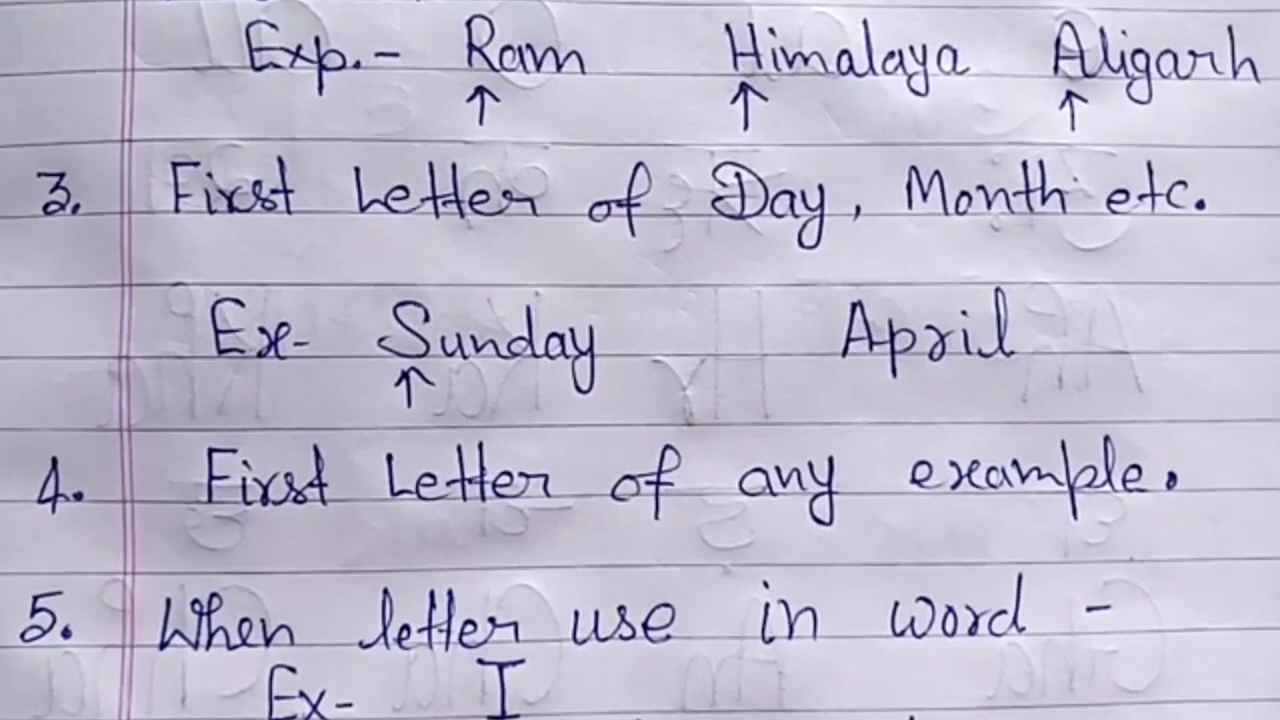 Exp.- Ram Himalaya Aligarh
3. First Letter of Day, Month etc.
Ex- Sunday April
4. First Letter of any example.
5. When letter use in word -
Ex- I